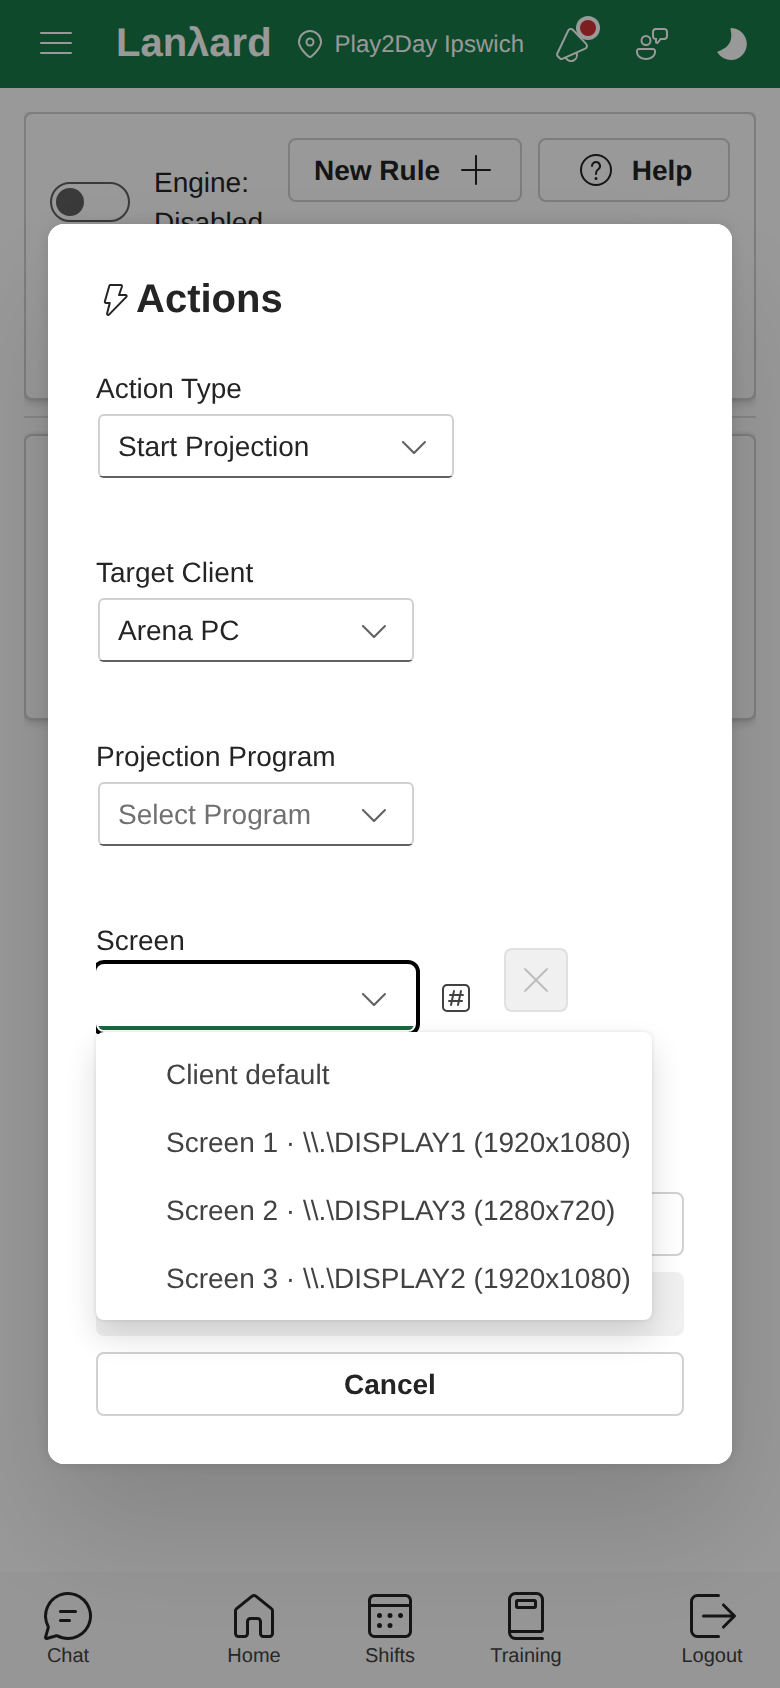 Lanλard
Play2Day Ipswich
Engine:
Disabled
New Rule
Help
Actions
Action Type
Start Projection
Target Client
Arena PC
Projection Program
Select Program
Screen
Client default
Screen 1 · \\.\DISPLAY1 (1920x1080)
Screen 2 · \\.\DISPLAY3 (1280x720)
Screen 3 · \\.\DISPLAY2 (1920x1080)
Cancel
Chat
Home
Shifts
Training
Logout